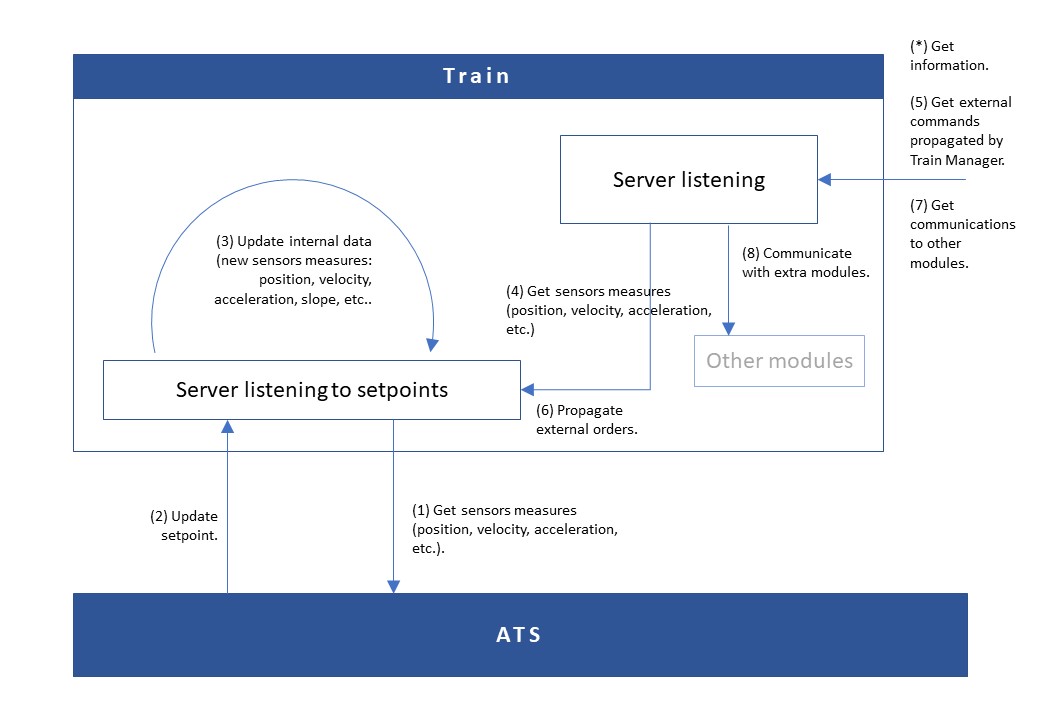 (*) Get
information.
Train
(5) Get external
commands
propagated by
Train Manager.
Server listening
(7) Get
communications
to other
modules.
(3) Update internal data
(new sensors measures:
position, velocity,
acceleration, slope, etc..
(8) Communicate
with extra modules.
(4) Get sensors measures
(position, velocity, acceleration,
etc.)
Other modules
Server listening to setpoints
(6) Propagate
external orders.
(2) Update
setpoint.
(1) Get sensors measures
(position, velocity, acceleration,
etc.).
ATS